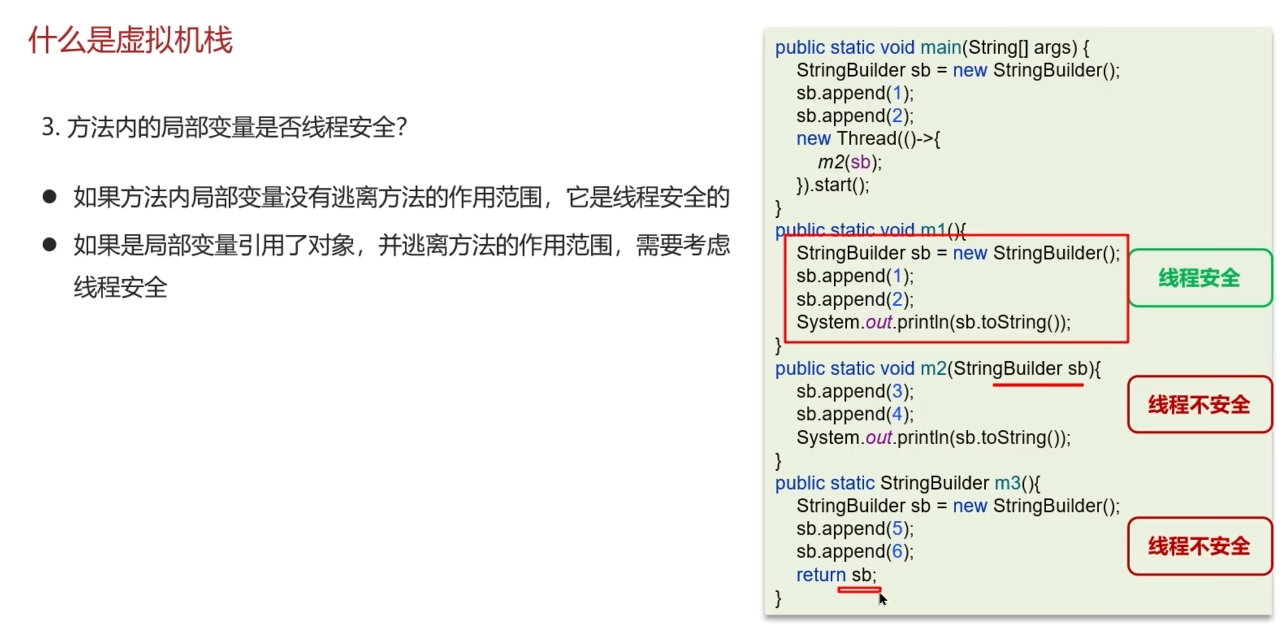 什么是虚拟机栈
3. 方法内的局部变量是否线程安全？
● 如果方法内局部变量没有逃离方法的作用范围，它是线程安全的
● 如果是局部变量引用了对象，并逃离方法的作用范围，需要考虑
线程安全
public static void main(String[] args) {
StringBuilder sb = new StringBuilder();
sb.append(1);
sb.append(2);
new Thread(()->{
m2(sb);
}).start();
}
public static void m1(){
StringBuilder sb = new StringBuilder();
sb.append(1);
sb.append(2);
System.out.println(sb.toString());
}
线程安全
public static void m2(StringBuilder sb){
sb.append(3);
sb.append(4);
System.out.println(sb.toString());
}
线程不安全
public static StringBuilder m3(){
StringBuilder sb = new StringBuilder();
sb.append(5);
sb.append(6);
return sb;
}
线程不安全